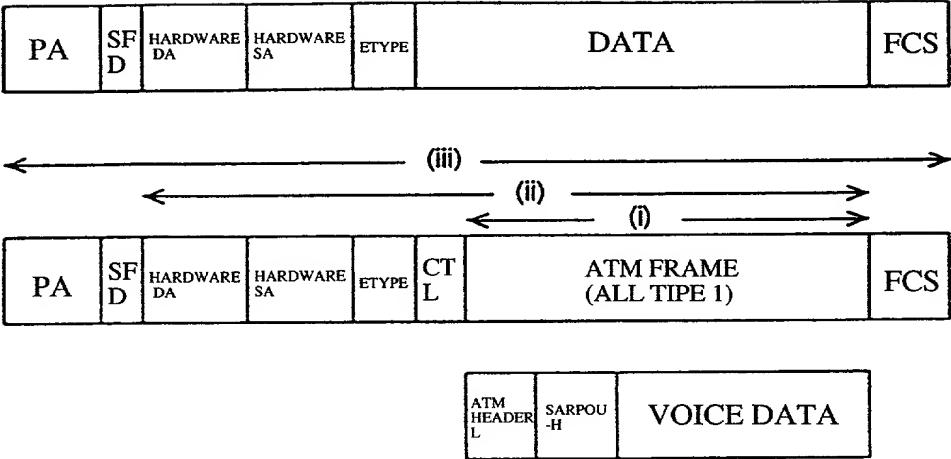 PA
SF
D
HARDWARE
DA
HARDWARE
SA
ETYPE
DATA
FCS
(iii)
(ii)
(i)
PA
SF
D
HARDWARE
DA
HARDWARE
SA
ETYPE
CT
L
ATM FRAME
(ALL TIPE 1)
FCS
ATM
HEADER
L
SARPOU
-H
VOICE DATA